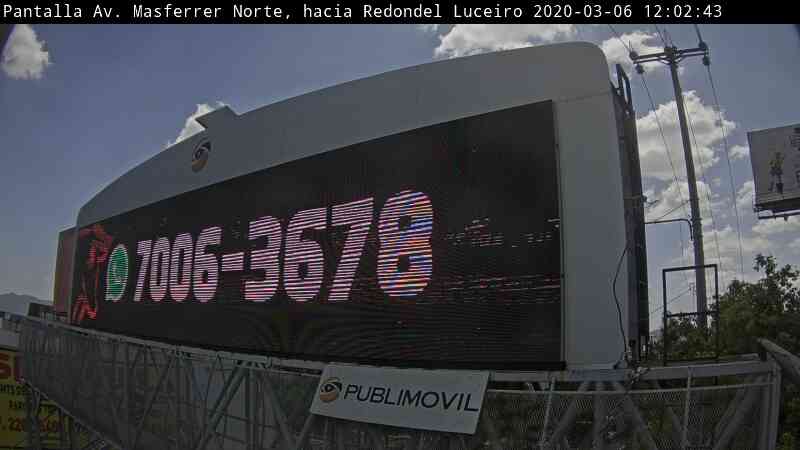 Pantalla Av. Masferrer Norte, hacia Redondel Luceiro 2020-03-06 12:02:43
7006-3678
PUBLIMOVIL